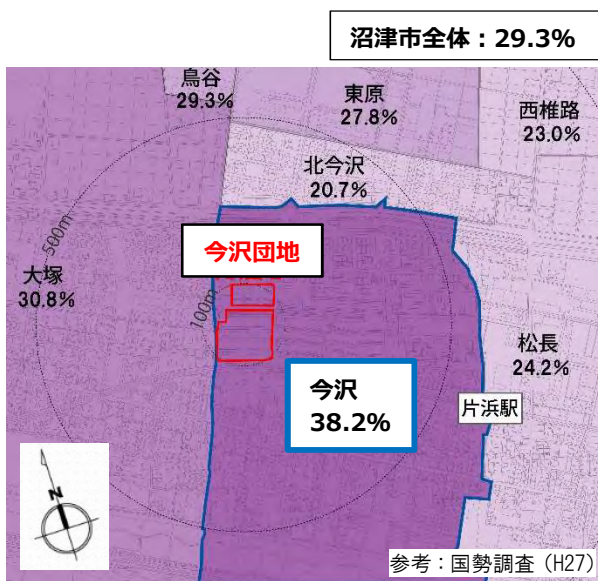 沼津市全体：29.3%
鳥谷
29.3%
東原
27.8%
西椎路
23.0%
北今沢
20.7%
500m
今沢団地
大塚
30.8%
100m
松長
24.2%
今沢
38.2%
片浜駅
N
参考：国勢調査（H27）